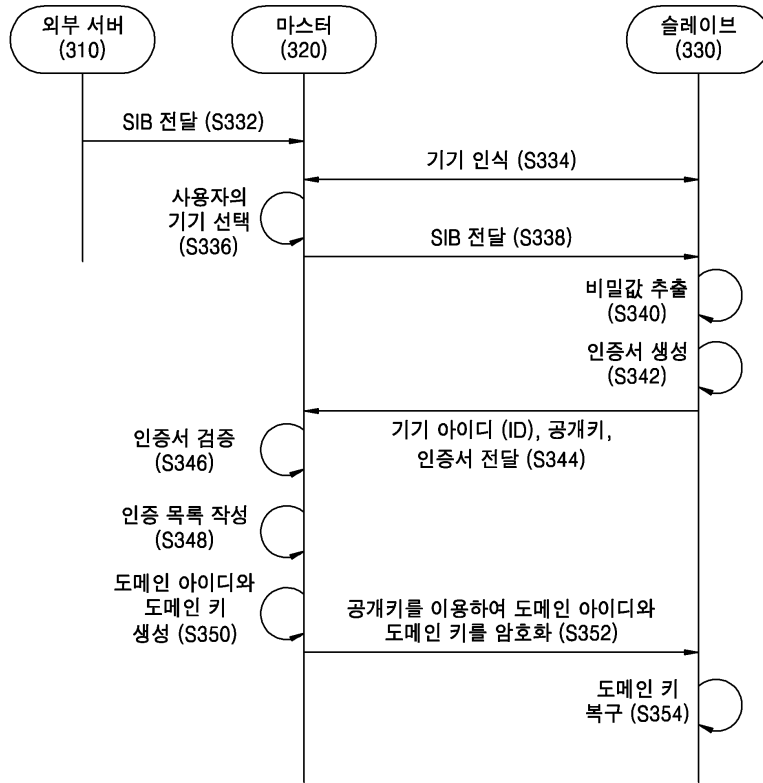 외부 서버
(310)
마스터
(320)
슬레이브
(330)
SIB 전달 (S332)
기기 인식 (S334)
사용자의
기기 선택
(S336)
SIB 전달 (S338)
비밀값 추출
(S340)
인증서 생성
(S342)
기기 아이디 (ID), 공개키,
인증서 전달 (S344)
인증서 검증
(S346)
인증 목록 작성
(S348)
도메인 아이디와
도메인 키
생성 (S350)
공개키를 이용하여 도메인 아이디와
도메인 키를 암호화 (S352)
도메인 키
복구 (S354)